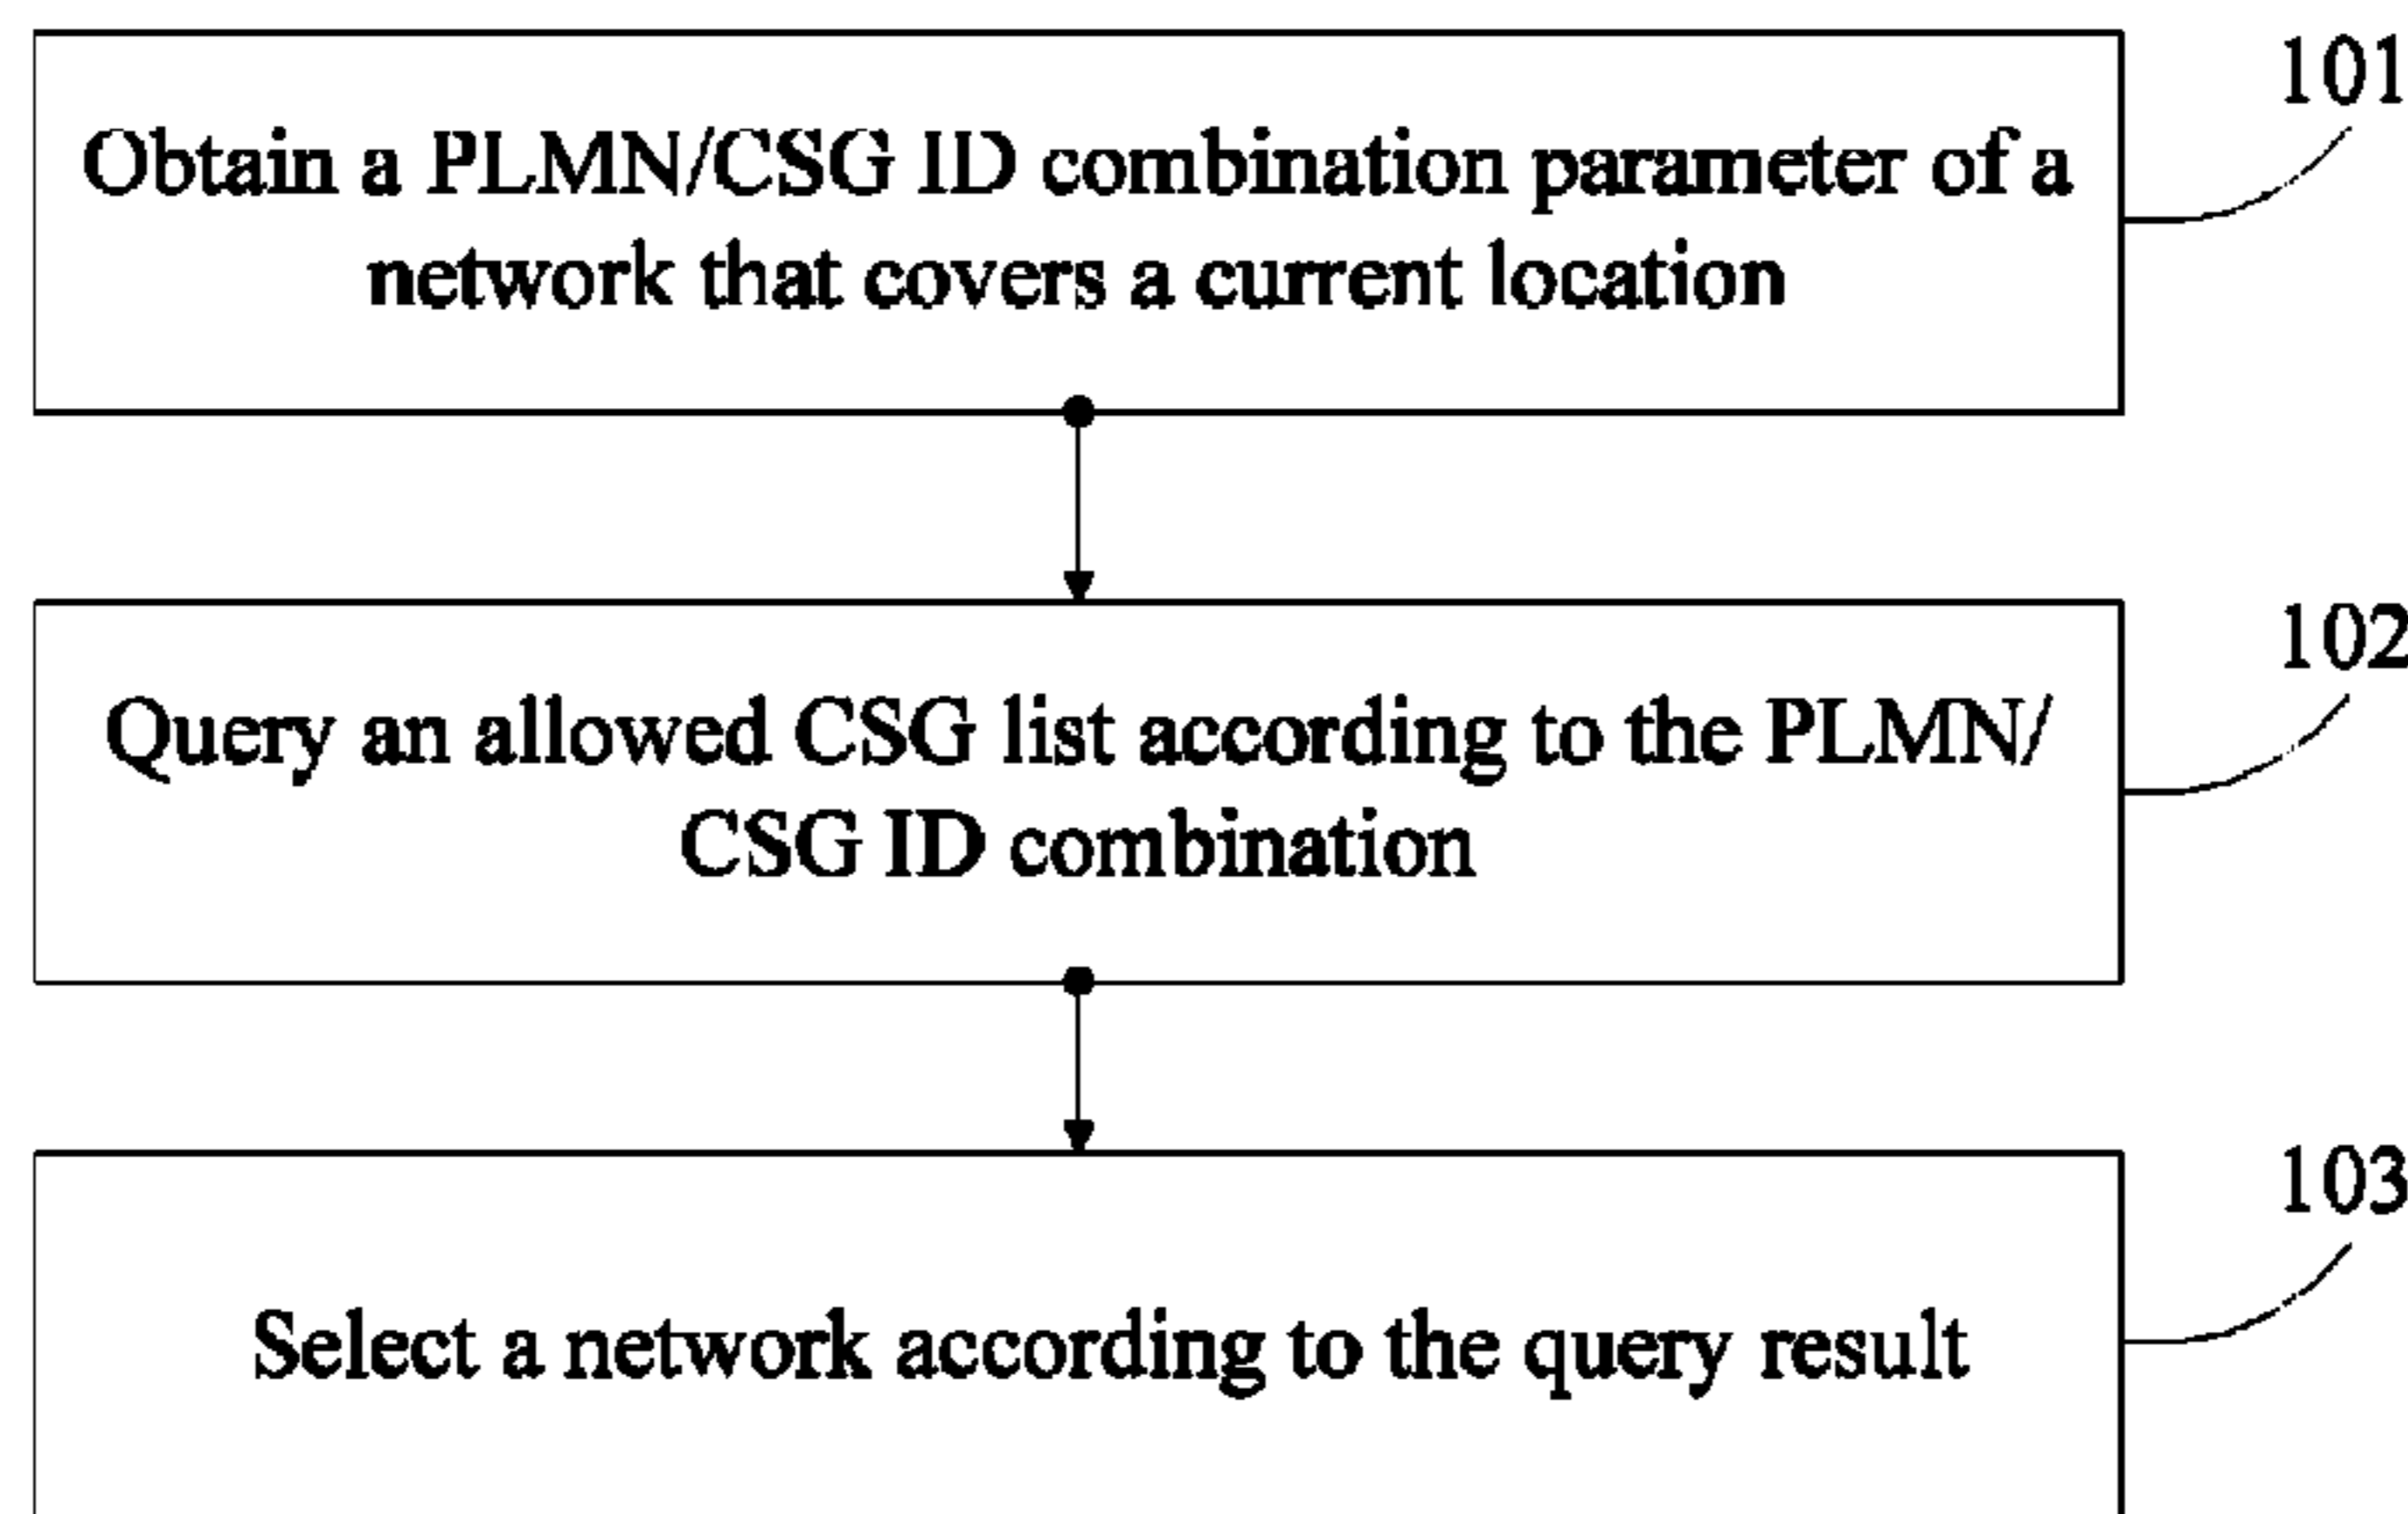 101
Obtain a PLMN/CSG ID combination parameter of a
network that covers a current location
102
Query an allowed CSG list according to the PLMN/
CSG ID combination
103
Select a network according to the query result